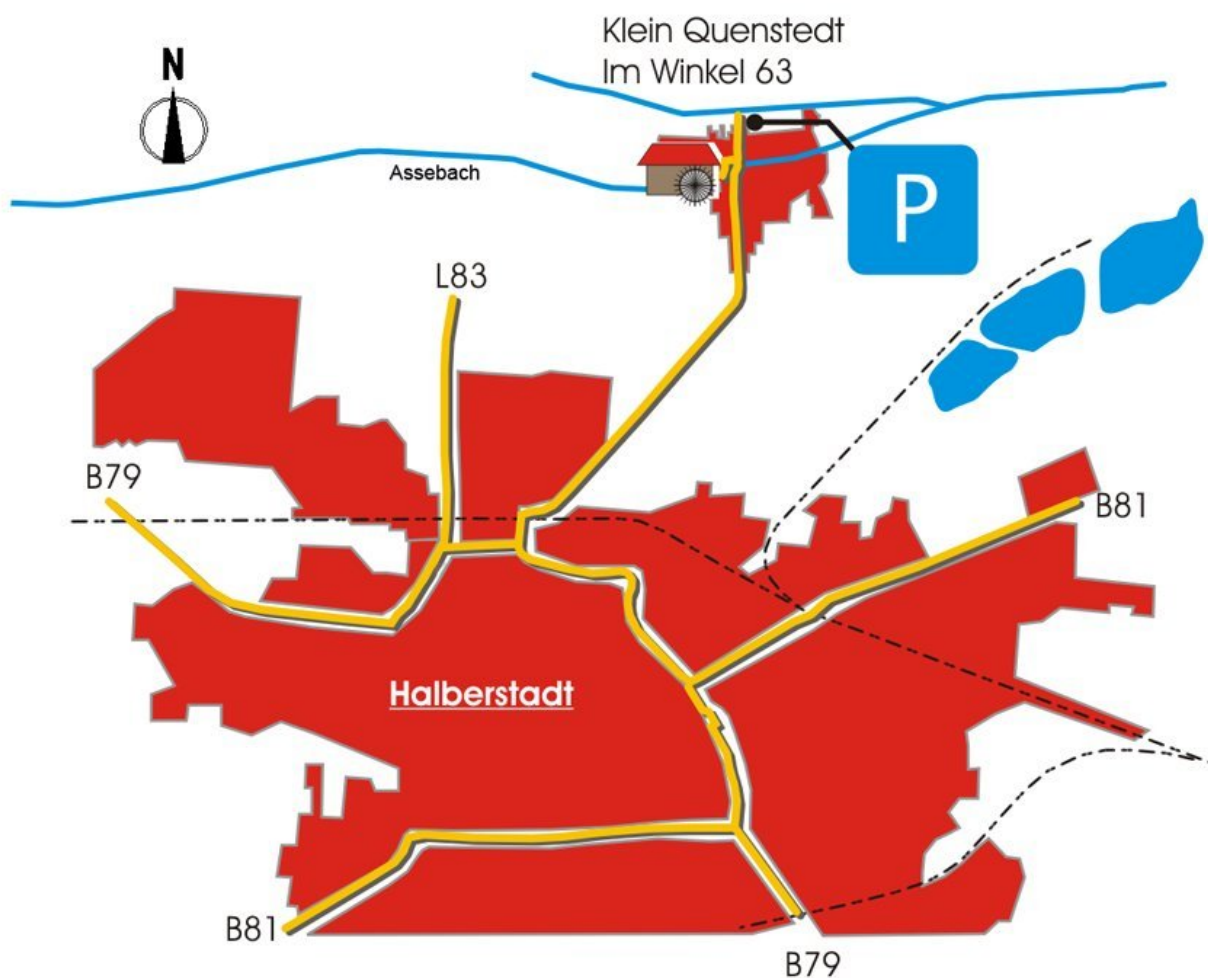 Klein Quenstedt
Im Winkel 63
N
Assebach
P
L83
B79
B81
Halberstadt
B81
B79